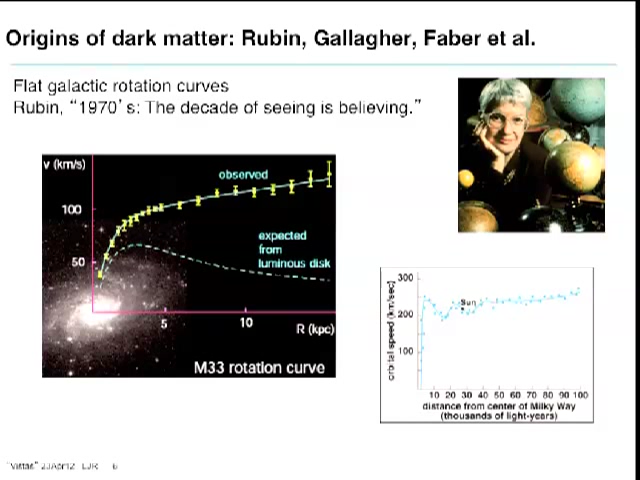 Origins of dark matter: Rubin, Gallagher, Faber et al.
Flat galactic rotation curves
Rubin, “1970’s: The decade of seeing is believing.”
v (km/s)
observed
100
expected
from
luminous disk
50
5 10 R (kpc)
M33 rotation curve
300
Sun
200
100
orbital speed (km/sec)
10 20 30 40 50 60 70 80 90 100
distance from center of Milky Way
(thousands of light-years)
6